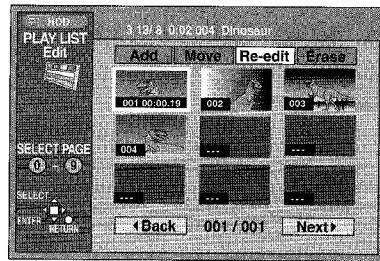 HDD
PLAY LIST
Edit
3 13/ 8 0:02 004 Dinosaur
Add Move Re-edit Erase
001 00:00.19 002 003
004 --- ---
--- --- ---
SELECT PAGE
0 - 9
SELECT
ENTER RETURN
Back 001 / 001 Next